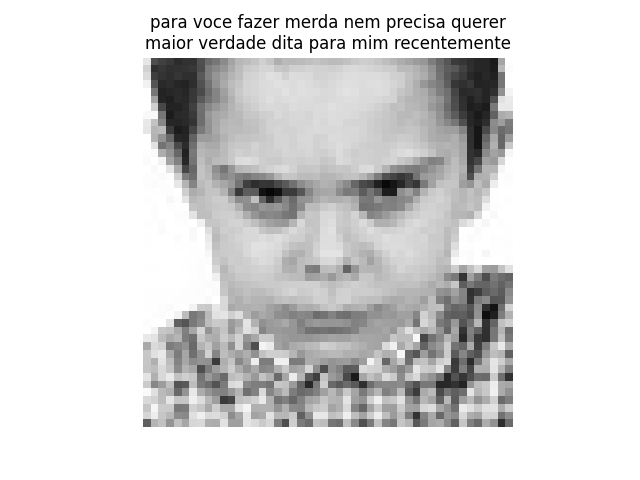 para voce fazer merda nem precisa querer
maior verdade dita para mim recentemente